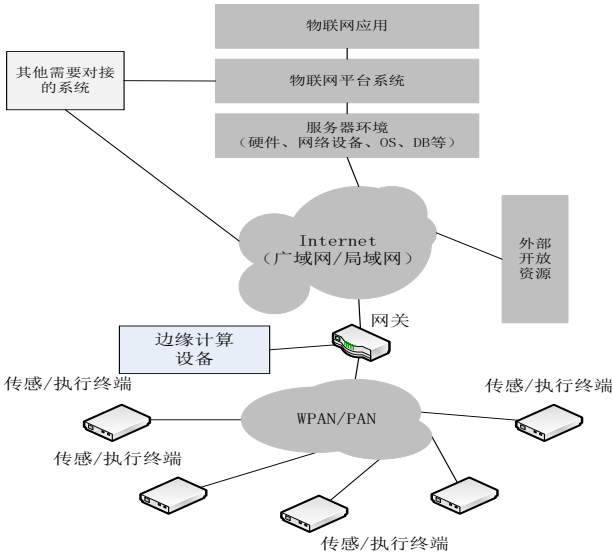 物联网应用
其他需要对接
的系统
物联网平台系统
服务器环境
（硬件、网络设备、OS、DB等）
Internet
（广域网/局域网）
外部
开放
资源
网关
边缘计算
设备
传感/执行终端
传感/执行终端
WPAN/PAN
传感/执行终端
传感/执行终端